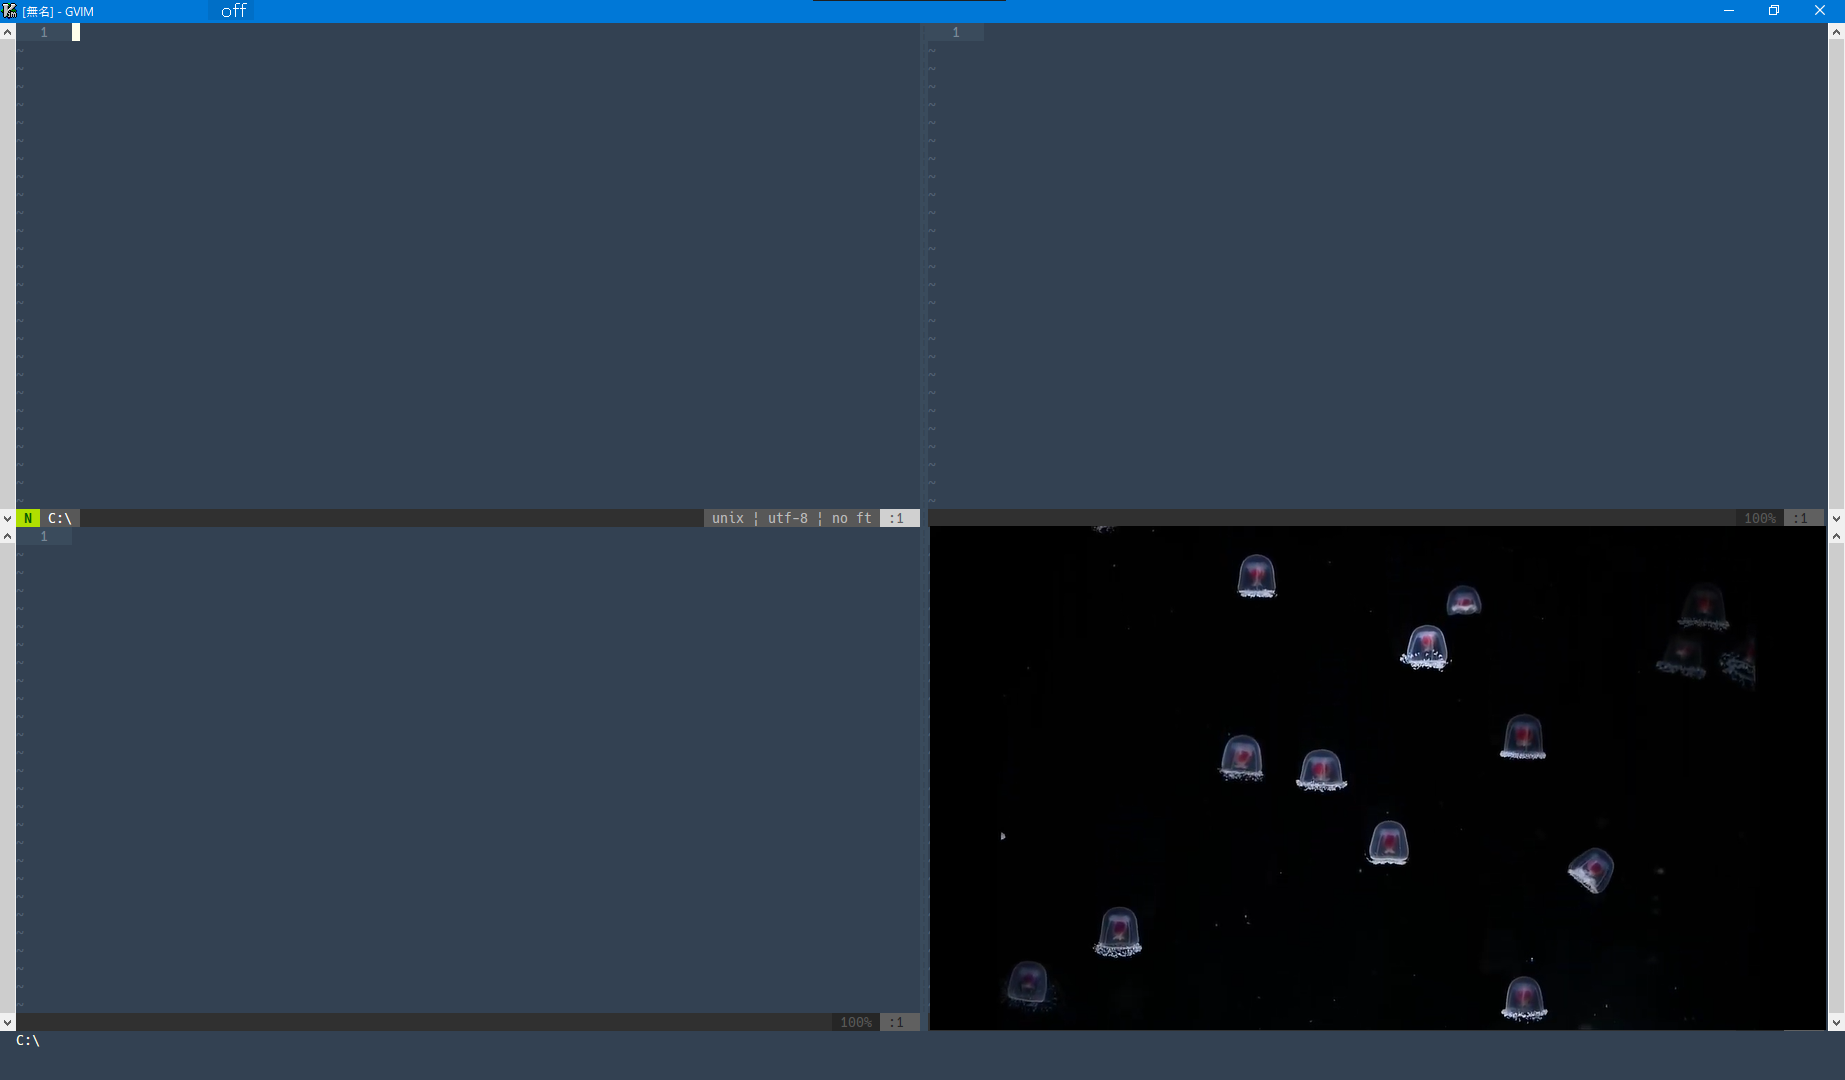 [無名] - GVIM off
1
1
N C:\ unix ¦ utf-8 ¦ no ft :1
100% :1
1
100% :1
C:\